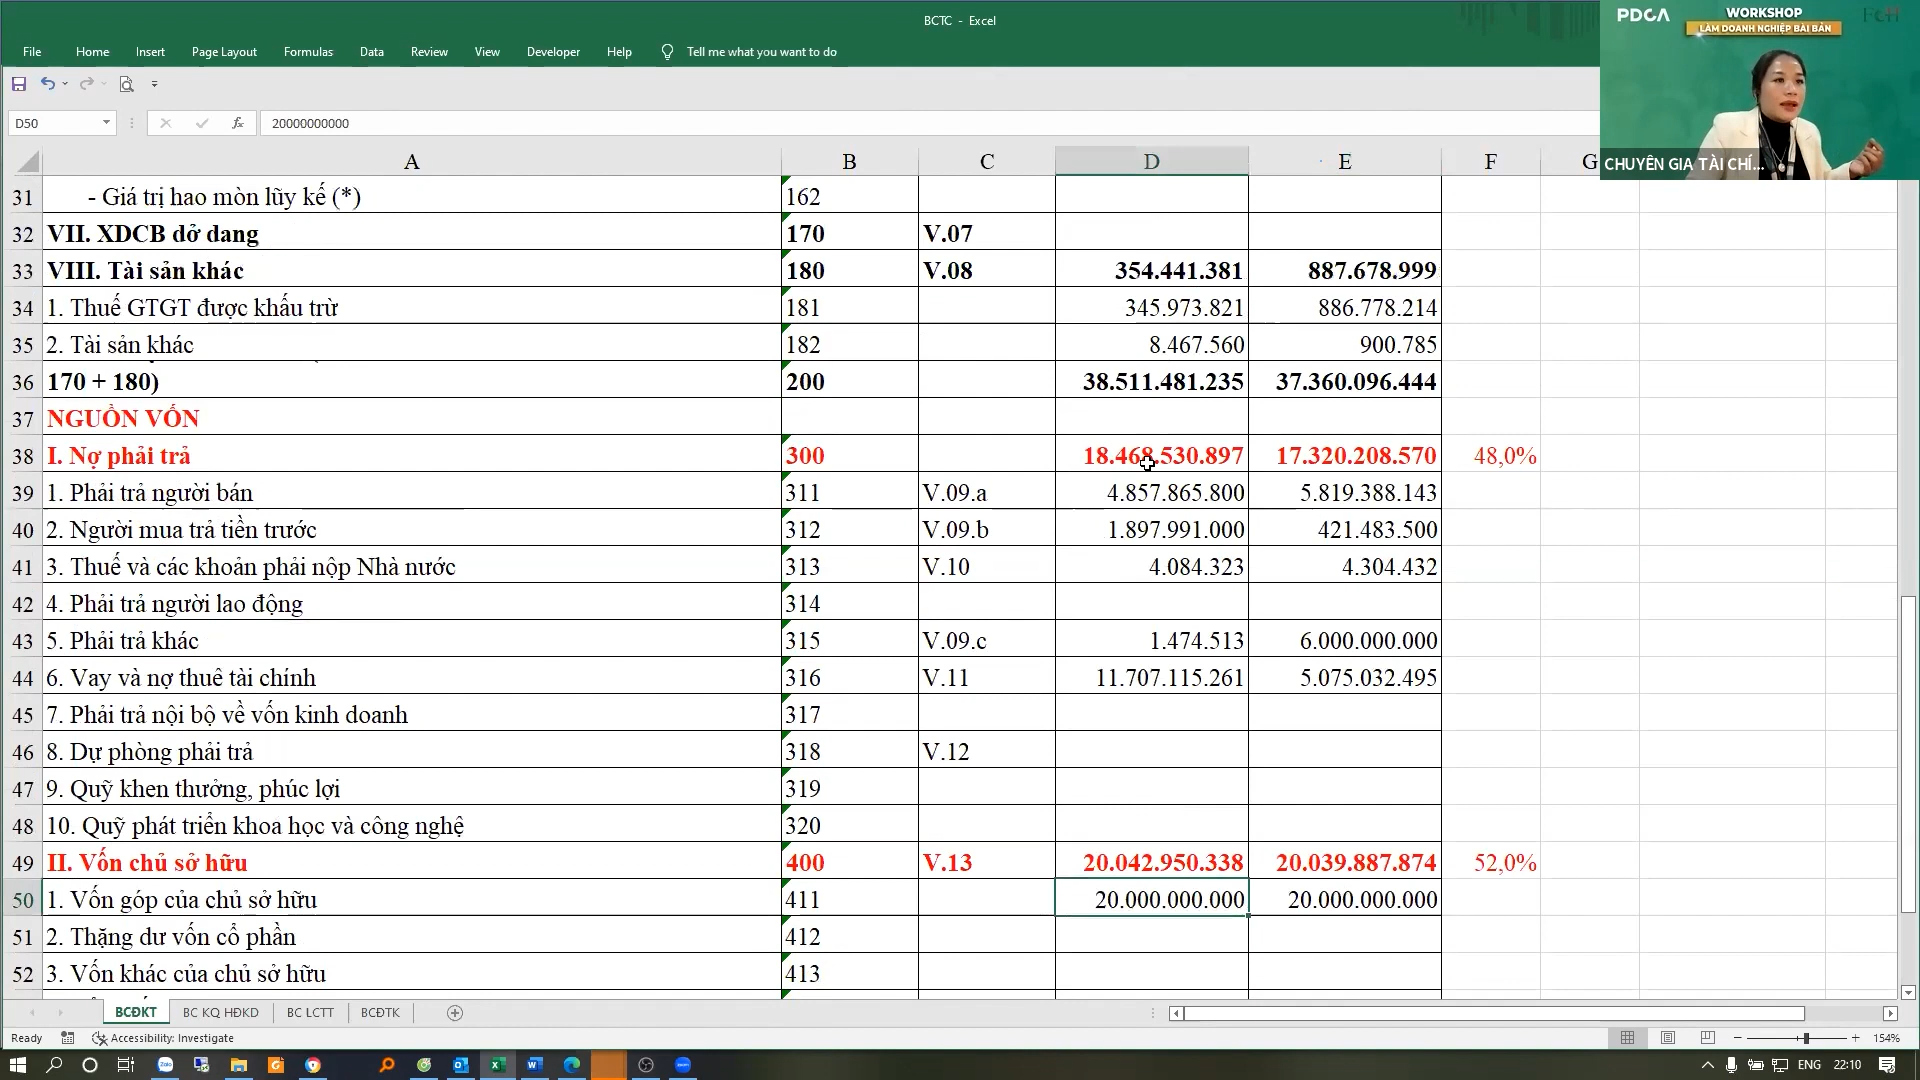 BCTC - Excel
PDCA
WORKSHOP
LÀM DOANH NGHIỆP BÀI BẢN
File Home Insert Page Layout Formulas Data Review View Developer Help Tell me what you want to do
D50 fx 20000000000
CHUYÊN GIA TÀI CHÍ...
A B C D E F G
31 - Giá trị hao mòn lũy kế (*) 162
32 VII. XDCB dở dang 170 V.07
33 VIII. Tài sản khác 180 V.08 354.441.381 887.678.999
34 1. Thuế GTGT được khấu trừ 181 345.973.821 886.778.214
35 2. Tài sản khác 182 8.467.560 900.785
36 170 + 180) 200 38.511.481.235 37.360.096.444
37 NGUỒN VỐN
38 I. Nợ phải trả 300 18.468.530.897 17.320.208.570 48,0%
39 1. Phải trả người bán 311 V.09.a 4.857.865.800 5.819.388.143
40 2. Người mua trả tiền trước 312 V.09.b 1.897.991.000 421.483.500
41 3. Thuế và các khoản phải nộp Nhà nước 313 V.10 4.084.323 4.304.432
42 4. Phải trả người lao động 314
43 5. Phải trả khác 315 V.09.c 1.474.513 6.000.000.000
44 6. Vay và nợ thuê tài chính 316 V.11 11.707.115.261 5.075.032.495
45 7. Phải trả nội bộ về vốn kinh doanh 317
46 8. Dự phòng phải trả 318 V.12
47 9. Quỹ khen thưởng, phúc lợi 319
48 10. Quỹ phát triển khoa học và công nghệ 320
49 II. Vốn chủ sở hữu 400 V.13 20.042.950.338 20.039.887.874 52,0%
50 1. Vốn góp của chủ sở hữu 411 20.000.000.000 20.000.000.000
51 2. Thặng dư vốn cổ phần 412
52 3. Vốn khác của chủ sở hữu 413
BCĐKT BC KQ HĐKD BC LCTT BCĐTK
Ready Accessibility: Investigate 154%
ENG 22:10